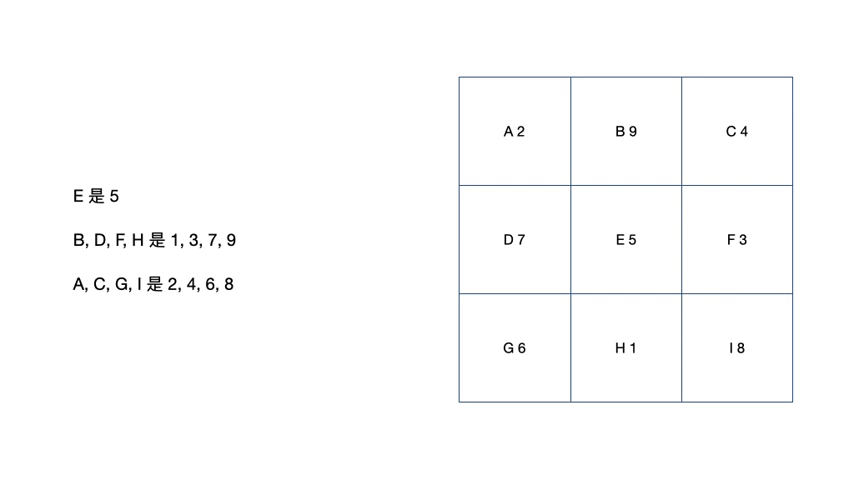 E 是 5
B, D, F, H 是 1, 3, 7, 9
A, C, G, I 是 2, 4, 6, 8
A 2 B 9 C 4
D 7 E 5 F 3
G 6 H 1 I 8